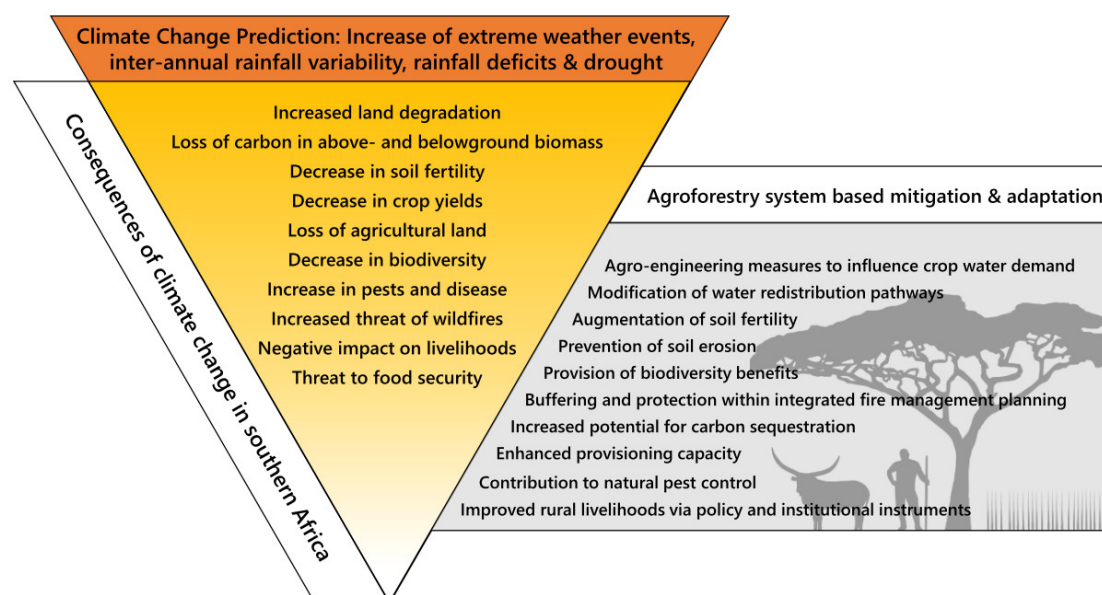 Climate Change Prediction: Increase of extreme weather events,
inter-annual rainfall variability, rainfall deficits & drought
Consequences of climate change in southern Africa
Increased land degradation
Loss of carbon in above- and belowground biomass
Decrease in soil fertility
Decrease in crop yields
Loss of agricultural land
Decrease in biodiversity
Increase in pests and disease
Increased threat of wildfires
Negative impact on livelihoods
Threat to food security
Agroforestry system based mitigation & adaptation
Agro-engineering measures to influence crop water demand
Modification of water redistribution pathways
Augmentation of soil fertility
Prevention of soil erosion
Provision of biodiversity benefits
Buffering and protection within integrated fire management planning
Increased potential for carbon sequestration
Enhanced provisioning capacity
Contribution to natural pest control
Improved rural livelihoods via policy and institutional instruments